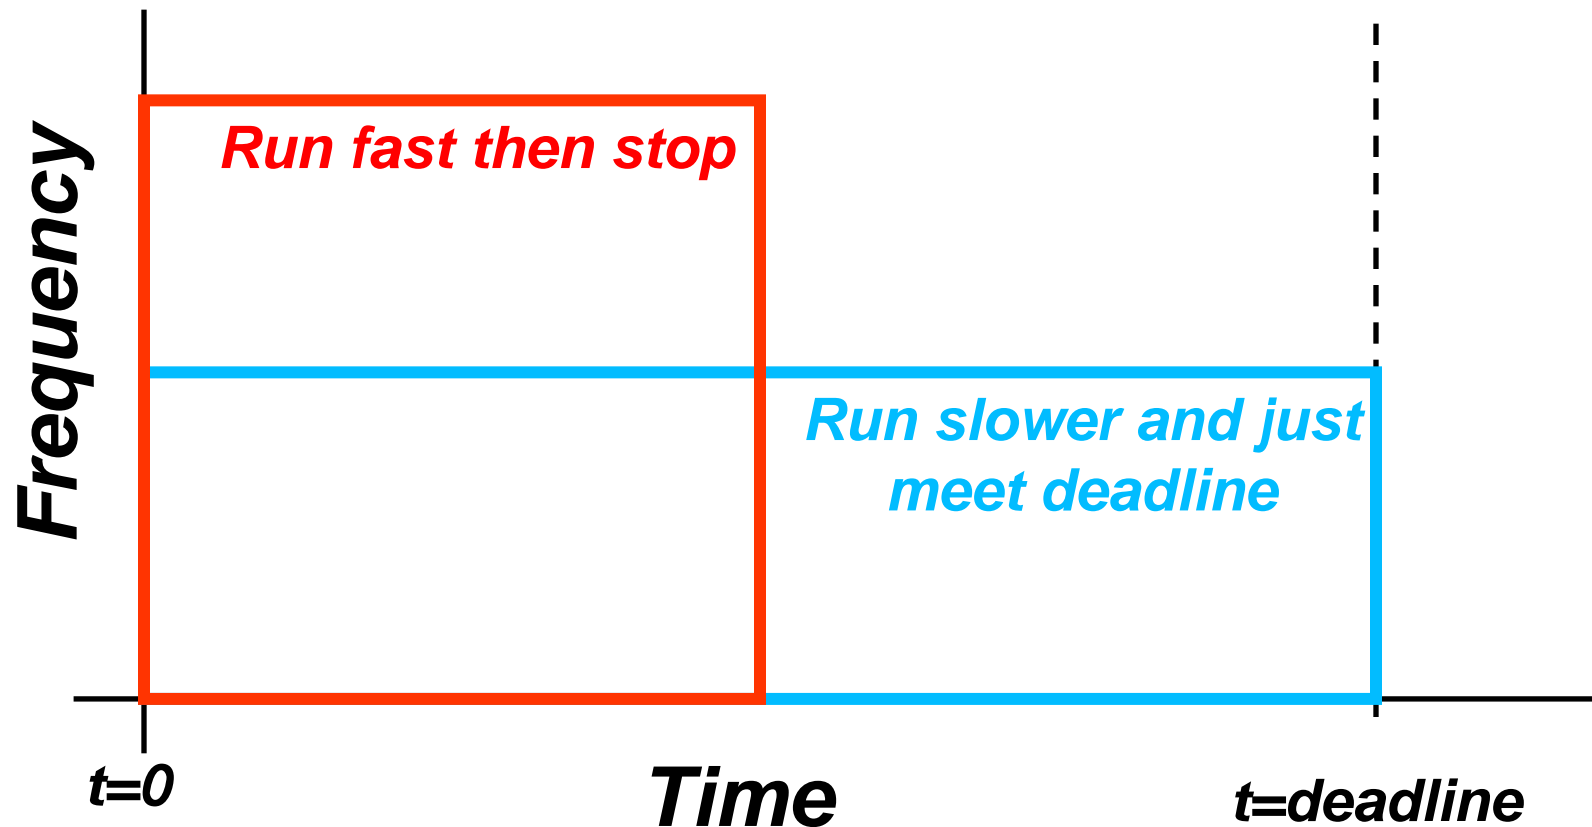 Frequency
Run fast then stop
Run slower and just
meet deadline
t=0
Time
t=deadline